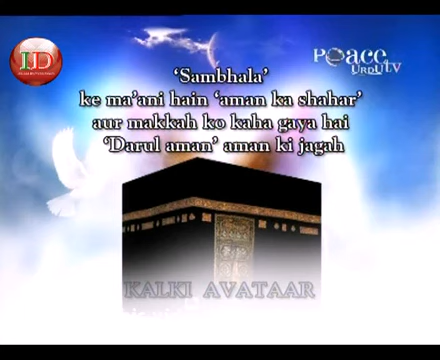 ID
Peace
URDU TV
'Sambhala'
ke ma'ani hain 'aman ka shahar'
aur makkah ko kaha gaya hai
'Darul aman' aman ki jagah
KALKI AVATAAR